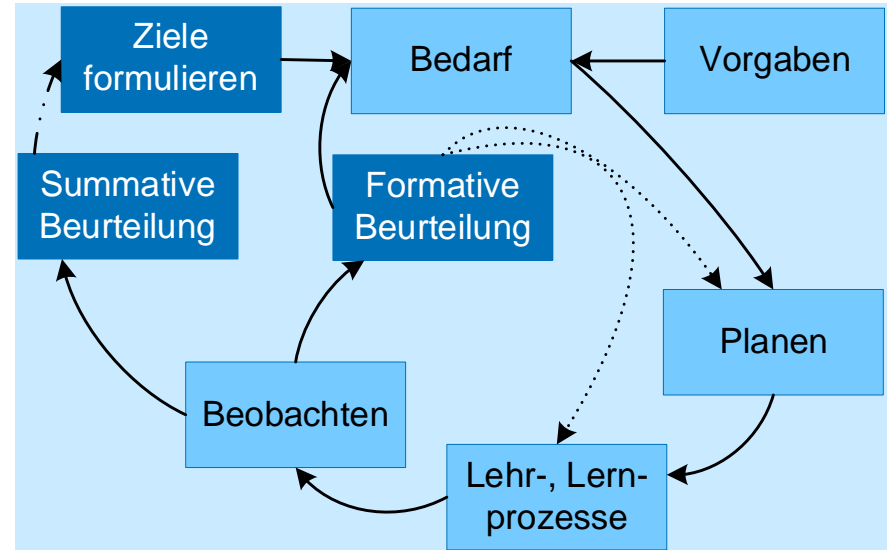 Ziele
formulieren
Bedarf
Vorgaben
Summative
Beurteilung
Formative
Beurteilung
Planen
Beobachten
Lehr-, Lern-
prozesse